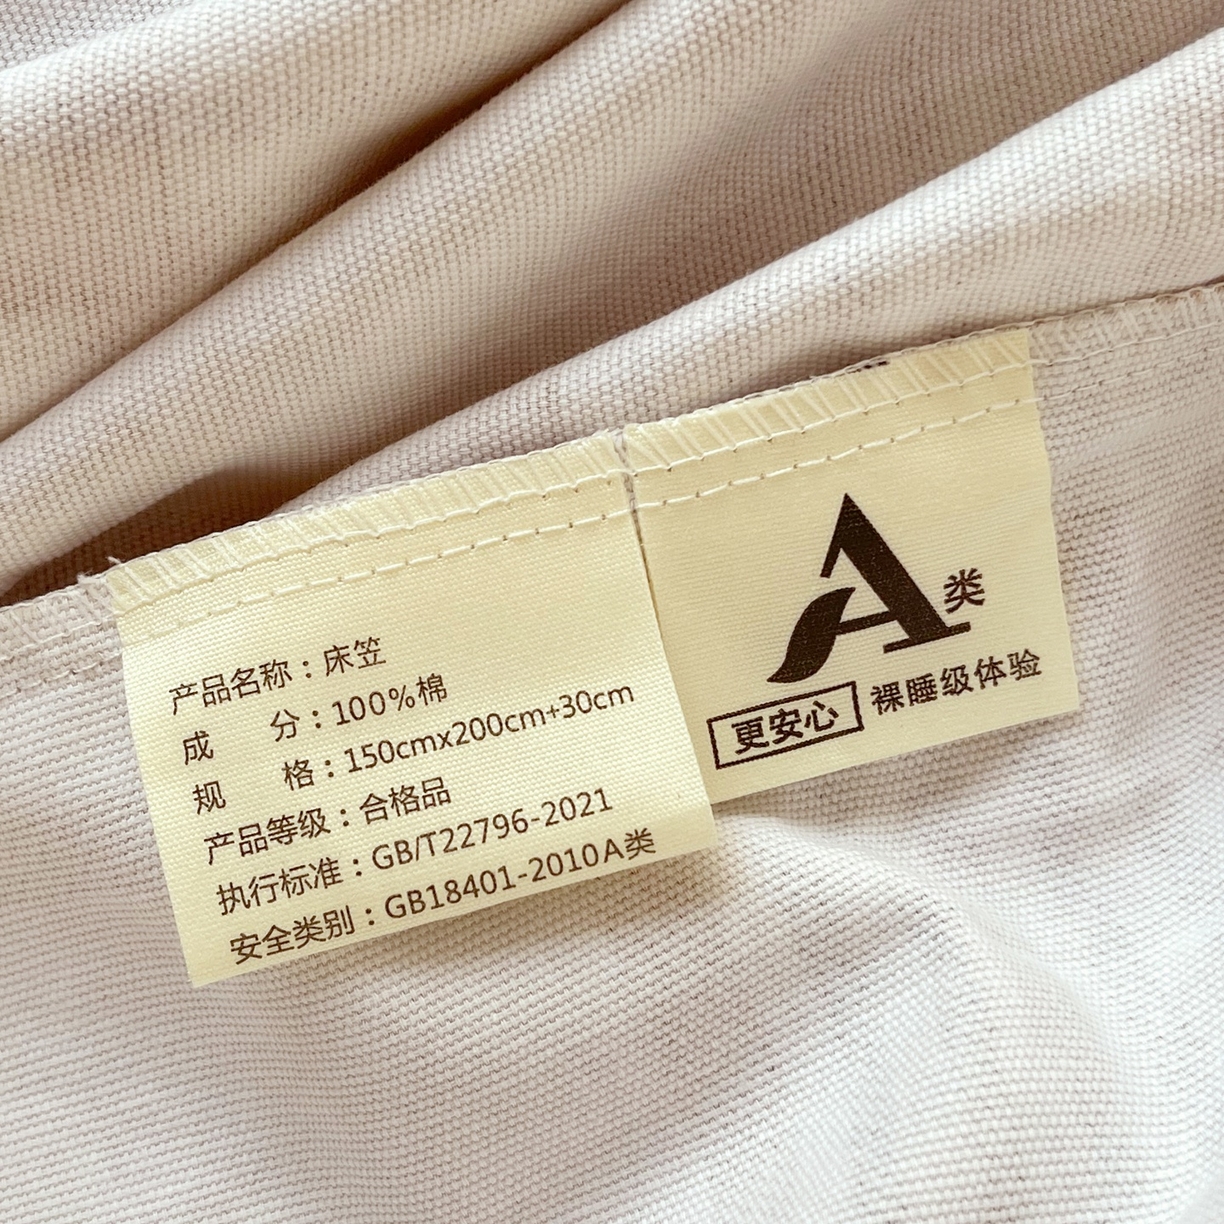 产品名称：床笠
成　　分：100%棉
规　　格：150cmx200cm+30cm
产品等级：合格品
执行标准：GB/T22796-2021
安全类别：GB18401-2010A类
A类
更安心 裸睡级体验